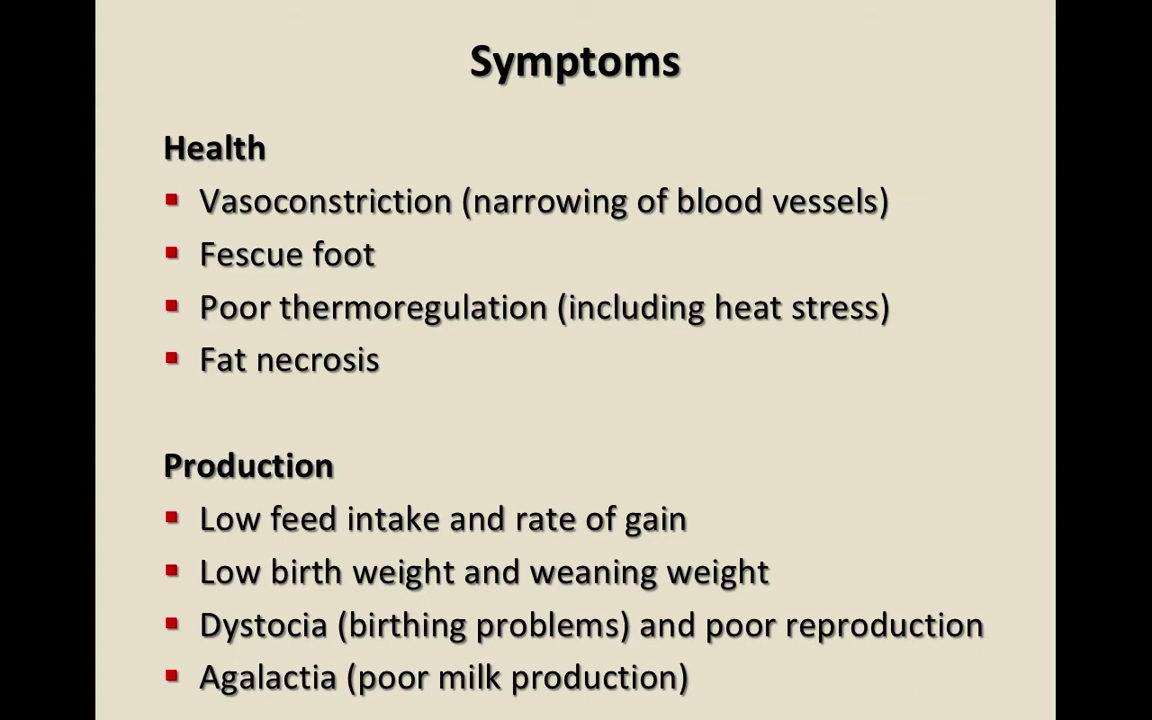 Symptoms
Health
▪ Vasoconstriction (narrowing of blood vessels)
▪ Fescue foot
▪ Poor thermoregulation (including heat stress)
▪ Fat necrosis
Production
▪ Low feed intake and rate of gain
▪ Low birth weight and weaning weight
▪ Dystocia (birthing problems) and poor reproduction
▪ Agalactia (poor milk production)